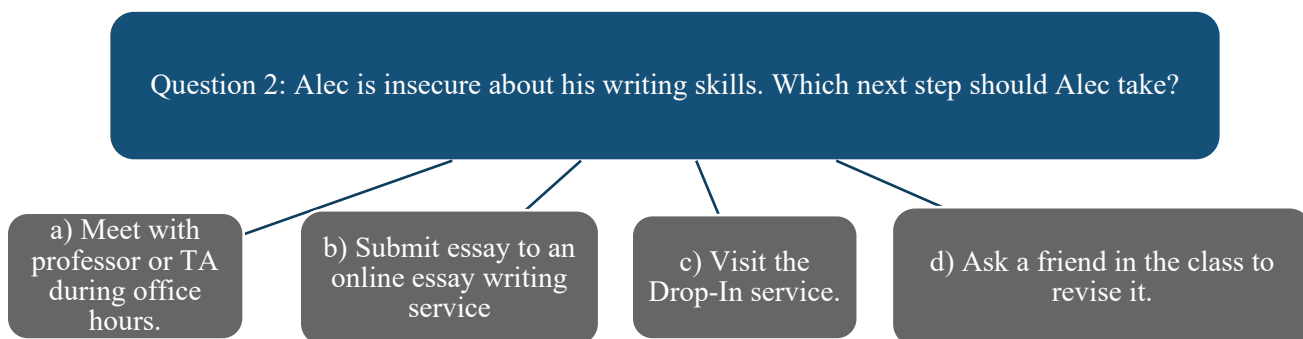 Question 2: Alec is insecure about his writing skills. Which next step should Alec take?
a) Meet with
professor or TA
during office
hours.
b) Submit essay to an
online essay writing
service
c) Visit the
Drop-In service.
d) Ask a friend in the class to
revise it.